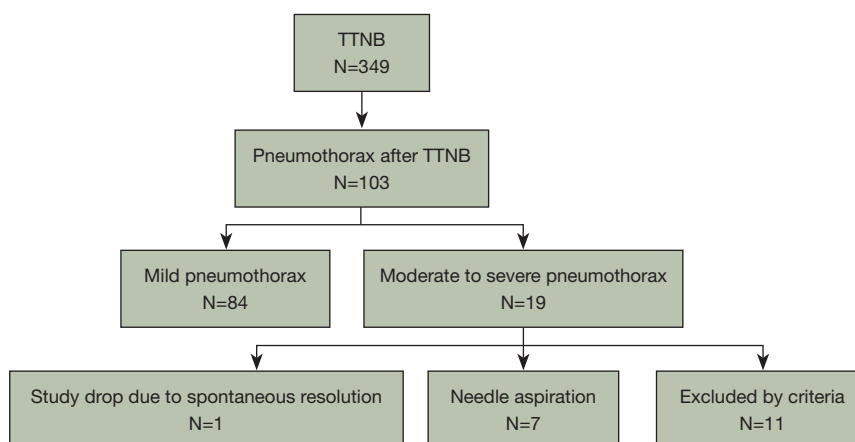 TTNB
N=349
Pneumothorax after TTNB
N=103
Mild pneumothorax
N=84
Moderate to severe pneumothorax
N=19
Study drop due to spontaneous resolution
N=1
Needle aspiration
N=7
Excluded by criteria
N=11